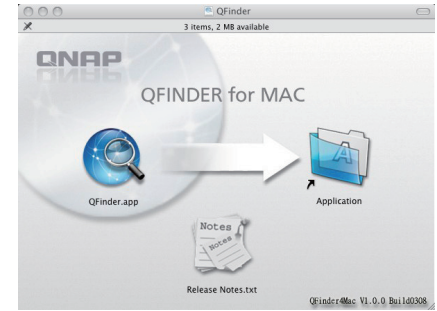 QFinder
3 items, 2 MB available
QNAP
QFINDER for MAC
A
QFinder.app
Application
Notes
Notes
Release Notes.txt
QFinder4Mac V1.0.0 Build0308